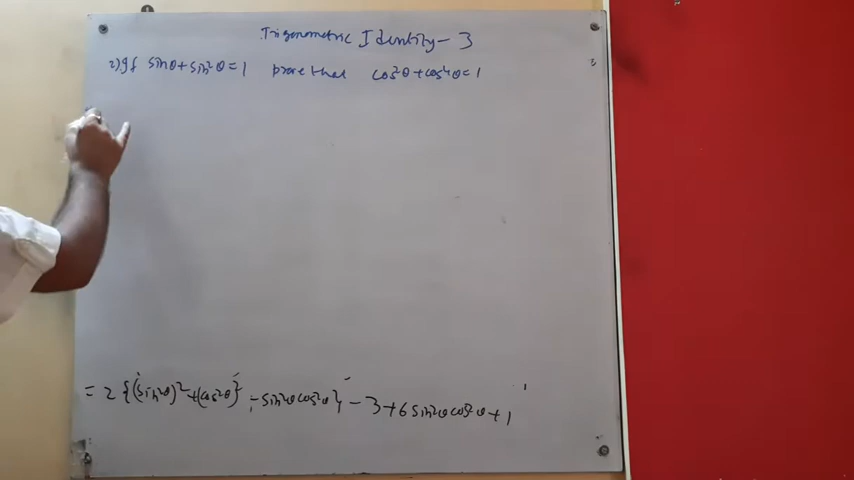 Trigonometric Identity - 3
2) If sinθ + sin²θ = 1 prove that cos²θ + cos⁴θ = 1
= 2 {(sin²θ)² + (cos²θ)² - sin²θ cos²θ} - 3 + 6 sin²θ cos²θ + 1